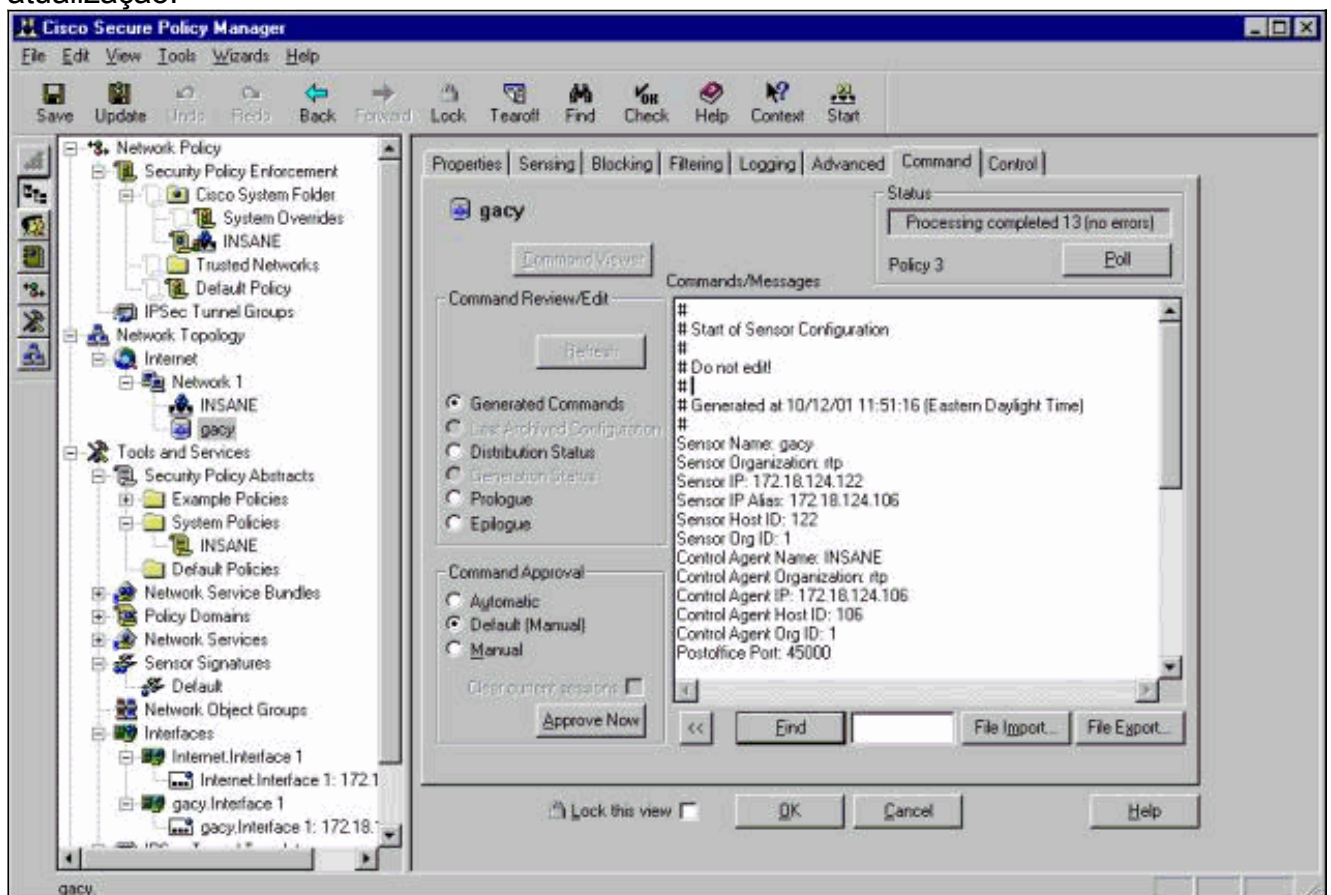 atualização.
Cisco Secure Policy Manager
File Edit View Tools Wizards Help
Save Update Undo Redo Back Forward Lock Tearoff Find Check Help Context Start
Network Policy
Security Policy Enforcement
Cisco System Folder
System Overrides
INSANE
Trusted Networks
Default Policy
IPSec Tunnel Groups
Network Topology
Internet
Network 1
INSANE
gacy
Tools and Services
Security Policy Abstracts
Example Policies
System Policies
INSANE
Default Policies
Network Service Bundles
Policy Domains
Network Services
Sensor Signatures
Default
Network Object Groups
Interfaces
Internet.Interface 1
Internet.Interface 1: 172.1
gacy.Interface 1
gacy.Interface 1: 172.18.
Properties Sensing Blocking Filtering Logging Advanced Command Control
gacy
Command Viewer
Status
Processing completed 13 (no errors)
Policy 3
Poll
Command Review/Edit
Refresh
Generated Commands
Last Archived Configuration
Distribution Status
Generation Status
Prologue
Epilogue
Command Approval
Automatic
Default (Manual)
Manual
Clear current sessions
Approve Now
Commands/Messages
#
# Start of Sensor Configuration
#
# Do not edit!
#
# Generated at 10/12/01 11:51:16 (Eastern Daylight Time)
#
Sensor Name: gacy
Sensor Organization: rtp
Sensor IP: 172.18.124.122
Sensor IP Alias: 172.18.124.106
Sensor Host ID: 122
Sensor Org ID: 1
Control Agent Name: INSANE
Control Agent Organization: rtp
Control Agent IP: 172.18.124.106
Control Agent Host ID: 106
Control Agent Org ID: 1
Postoffice Port: 45000
<< Find File Import... File Export...
Lock this view OK Cancel Help
gacy.